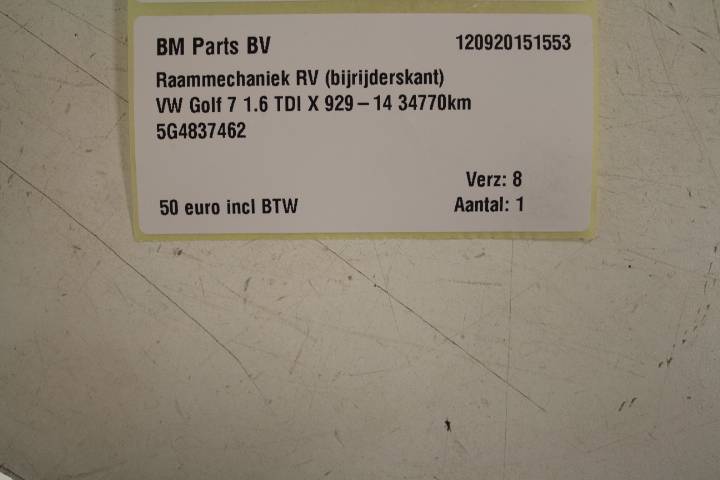 BM Parts BV 120920151553
Raammechaniek RV (bijrijderskant)
VW Golf 7 1.6 TDI X 929 – 14 34770km
5G4837462
Verz: 8
50 euro incl BTW Aantal: 1